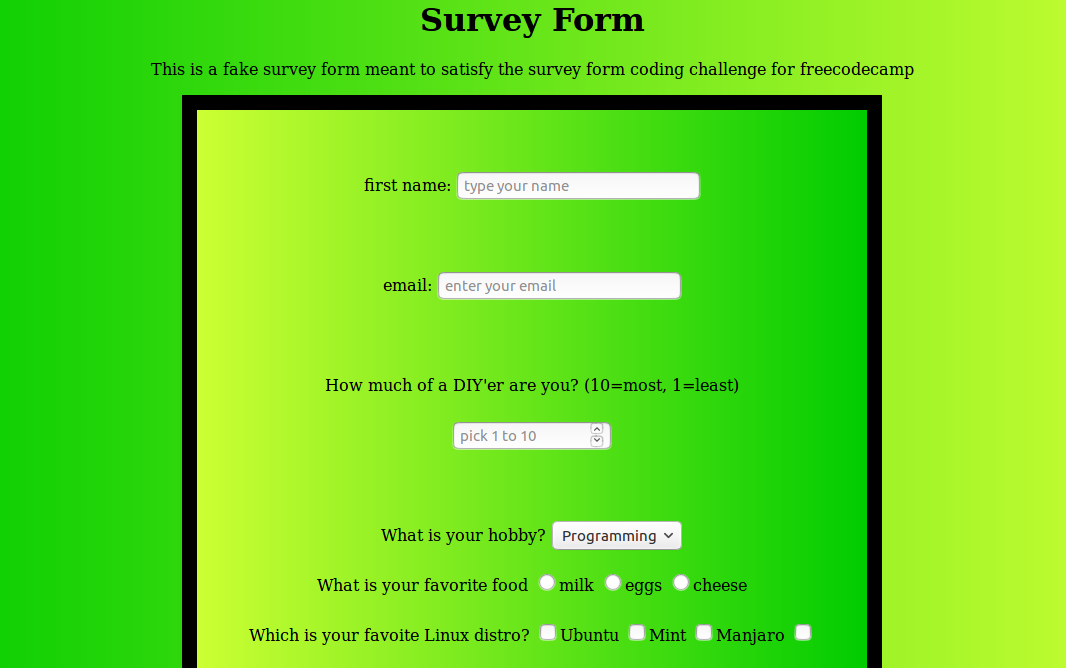 Survey Form
This is a fake survey form meant to satisfy the survey form coding challenge for freecodecamp
first name: type your name
email: enter your email
How much of a DIY'er are you? (10=most, 1=least)
pick 1 to 10
What is your hobby? Programming
What is your favorite food milk eggs cheese
Which is your favoite Linux distro? Ubuntu Mint Manjaro